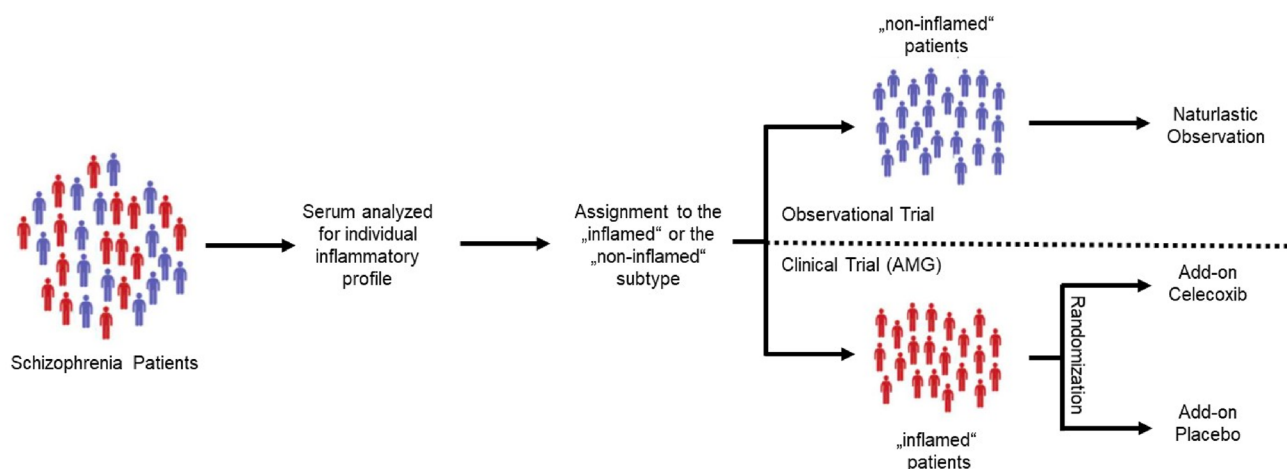 Schizophrenia Patients
Serum analyzed
for individual
inflammatory
profile
Assignment to the
„inflamed“ or the
„non-inflamed“
subtype
„non-inflamed“
patients
Naturlastic
Observation
Observational Trial
Clinical Trial (AMG)
„inflamed“
patients
Randomization
Add-on
Celecoxib
Add-on
Placebo